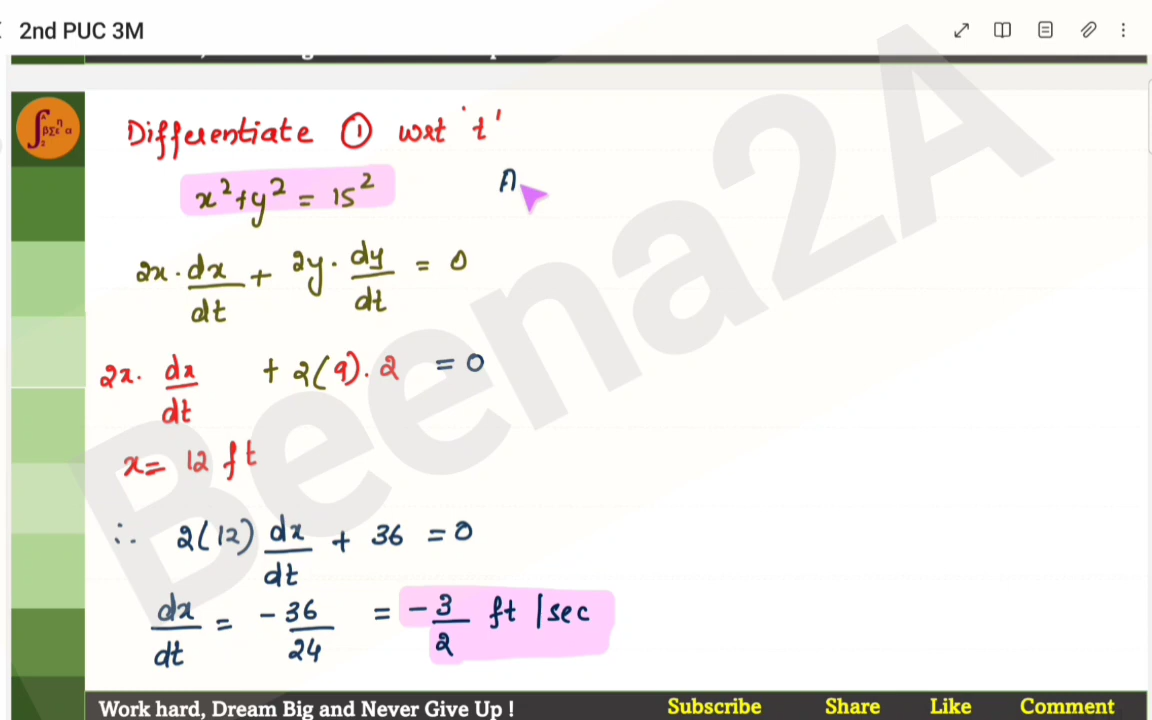 2nd PUC 3M
Differentiate ① wrt 't'
x² + y² = 15²
A
2x · dx/dt + 2y · dy/dt = 0
2x · dx/dt + 2(9) · 2 = 0
x = 12 ft
∴ 2(12) dx/dt + 36 = 0
dx/dt = -36/24 = -3/2 ft/sec
Beena2A
Work hard, Dream Big and Never Give Up ! Subscribe Share Like Comment